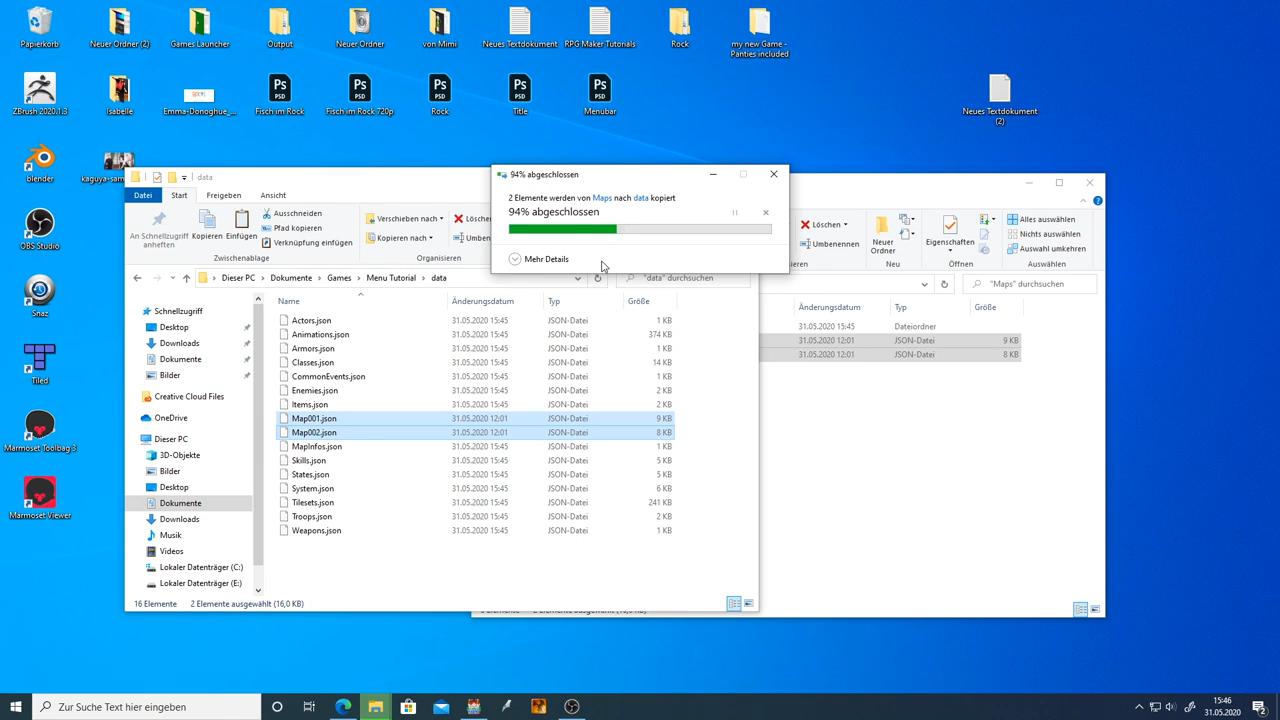 Papierkorb
Neuer Ordner (2)
Games Launcher
Output
Neuer Ordner
von Mimi
Neues Textdokument
RPG Maker Tutorials
Rock
my new Game -
Panties included
ZBrush 2020.1.3
Isabelle
Emma-Donoghue_...
Ps
PSD
Fisch im Rock
Ps
PSD
Fisch im Rock 720p
Ps
PSD
Rock
Ps
PSD
Title
Ps
PSD
Menübar
Neues Textdokument
(2)
blender
kaguya-sam
OBS Studio
Snaz
Tiled
Marmoset Toolbag 3
Marmoset Viewer
data
Datei
Start
Freigeben
Ansicht
An Schnellzugriff
anheften
Kopieren
Einfügen
Ausschneiden
Pfad kopieren
Verknüpfung einfügen
Zwischenablage
Verschieben nach
Kopieren nach
Löschen
Umben
Organisieren
94% abgeschlossen
2 Elemente werden von Maps nach data kopiert
94% abgeschlossen
Mehr Details
Löschen
Umbenennen
Neuer
Ordner
Neu
Eigenschaften
Öffnen
Alles auswählen
Nichts auswählen
Auswahl umkehren
Auswählen
Dieser PC
Dokumente
Games
Menu Tutorial
data
"data" durchsuchen
"Maps" durchsuchen
Schnellzugriff
Desktop
Downloads
Dokumente
Bilder
Creative Cloud Files
OneDrive
Dieser PC
3D-Objekte
Bilder
Desktop
Dokumente
Downloads
Musik
Videos
Lokaler Datenträger (C:)
Lokaler Datenträger (E:)
Name Änderungsdatum Typ Größe
Actors.json 31.05.2020 15:45 JSON-Datei 1 KB
Animations.json 31.05.2020 15:45 JSON-Datei 374 KB
Armors.json 31.05.2020 15:45 JSON-Datei 1 KB
Classes.json 31.05.2020 15:45 JSON-Datei 14 KB
CommonEvents.json 31.05.2020 15:45 JSON-Datei 1 KB
Enemies.json 31.05.2020 15:45 JSON-Datei 2 KB
Items.json 31.05.2020 15:45 JSON-Datei 2 KB
Map001.json 31.05.2020 12:01 JSON-Datei 9 KB
Map002.json 31.05.2020 12:01 JSON-Datei 8 KB
MapInfos.json 31.05.2020 15:45 JSON-Datei 1 KB
Skills.json 31.05.2020 15:45 JSON-Datei 5 KB
States.json 31.05.2020 15:45 JSON-Datei 5 KB
System.json 31.05.2020 15:45 JSON-Datei 6 KB
Tilesets.json 31.05.2020 15:45 JSON-Datei 241 KB
Troops.json 31.05.2020 15:45 JSON-Datei 2 KB
Weapons.json 31.05.2020 15:45 JSON-Datei 1 KB
16 Elemente 2 Elemente ausgewählt (16,0 KB)
Änderungsdatum Typ Größe
31.05.2020 15:45 Dateiordner
31.05.2020 12:01 JSON-Datei 9 KB
31.05.2020 12:01 JSON-Datei 8 KB
Zur Suche Text hier eingeben
15:46
31.05.2020
2